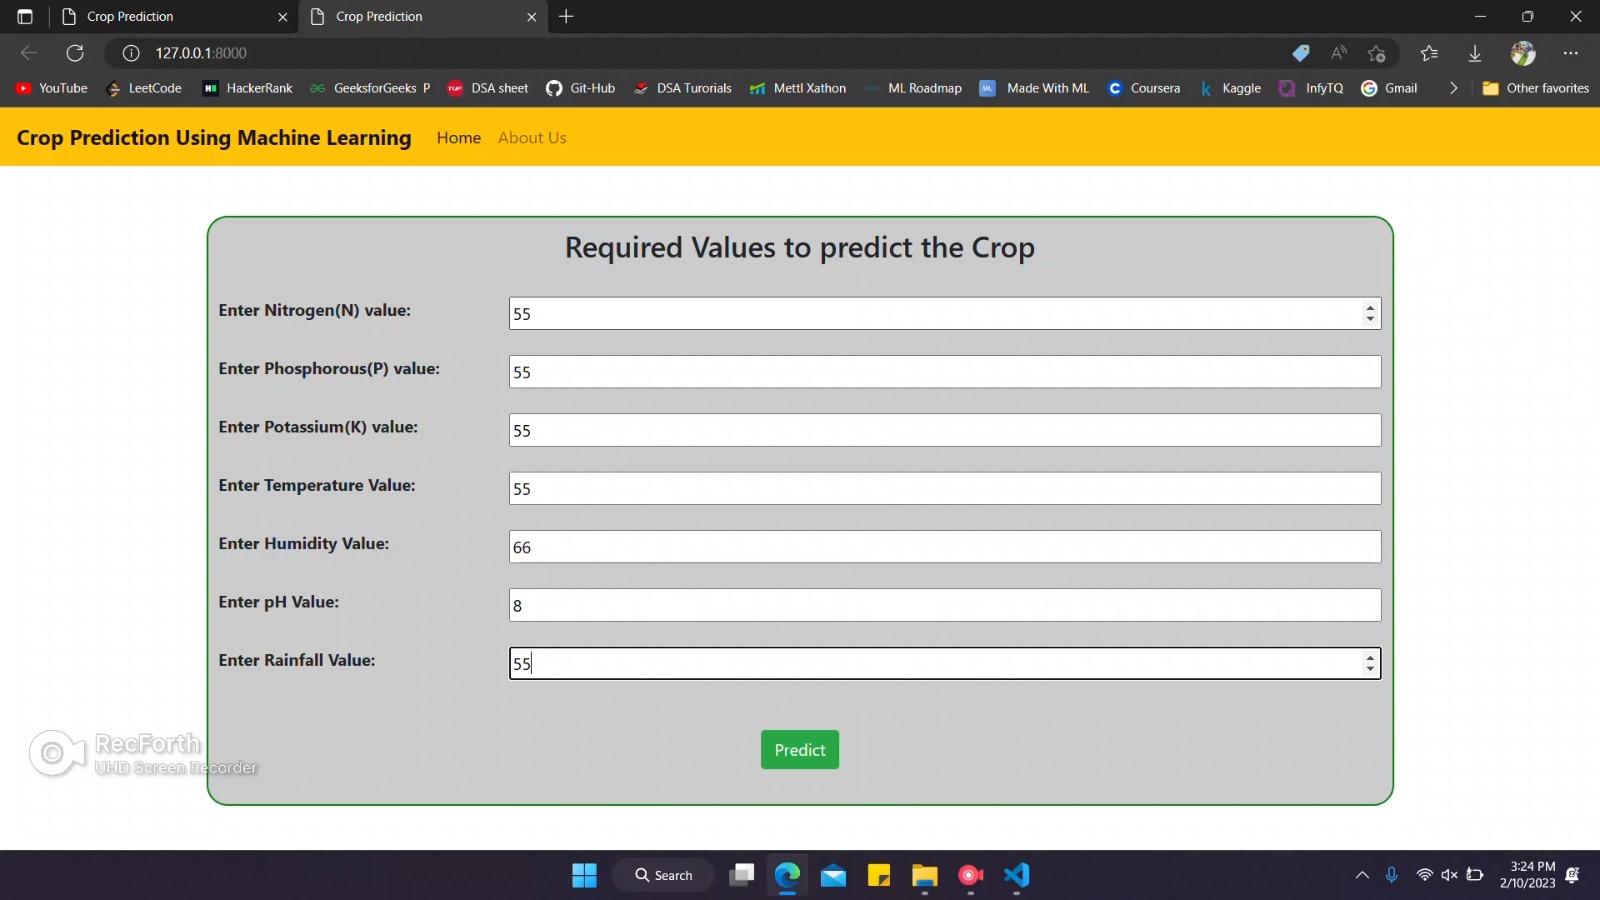 Crop Prediction
Crop Prediction
127.0.0.1:8000
YouTube LeetCode HackerRank GeeksforGeeks P DSA sheet Git-Hub DSA Turorials Mettl Xathon ML Roadmap Made With ML Coursera Kaggle InfyTQ Gmail Other favorites
Crop Prediction Using Machine Learning Home About Us
Required Values to predict the Crop
Enter Nitrogen(N) value: 55
Enter Phosphorous(P) value: 55
Enter Potassium(K) value: 55
Enter Temperature Value: 55
Enter Humidity Value: 66
Enter pH Value: 8
Enter Rainfall Value: 55
Predict
RecForth
UHD Screen Recorder
Search
3:24 PM
2/10/2023